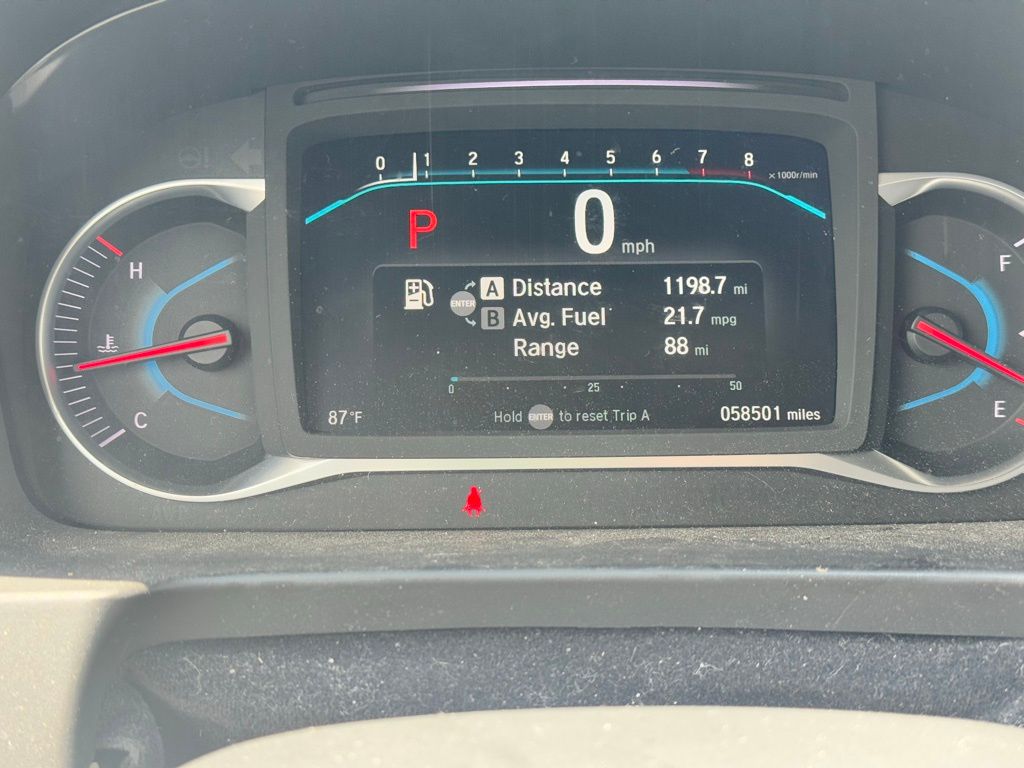 0 1 2 3 4 5 6 7 8 x1000r/min
P 0 mph
H
F
ENTER A Distance 1198.7 mi
B Avg. Fuel 21.7 mpg
Range 88 mi
0 25 50
C
E
87°F Hold ENTER to reset Trip A 058501 miles